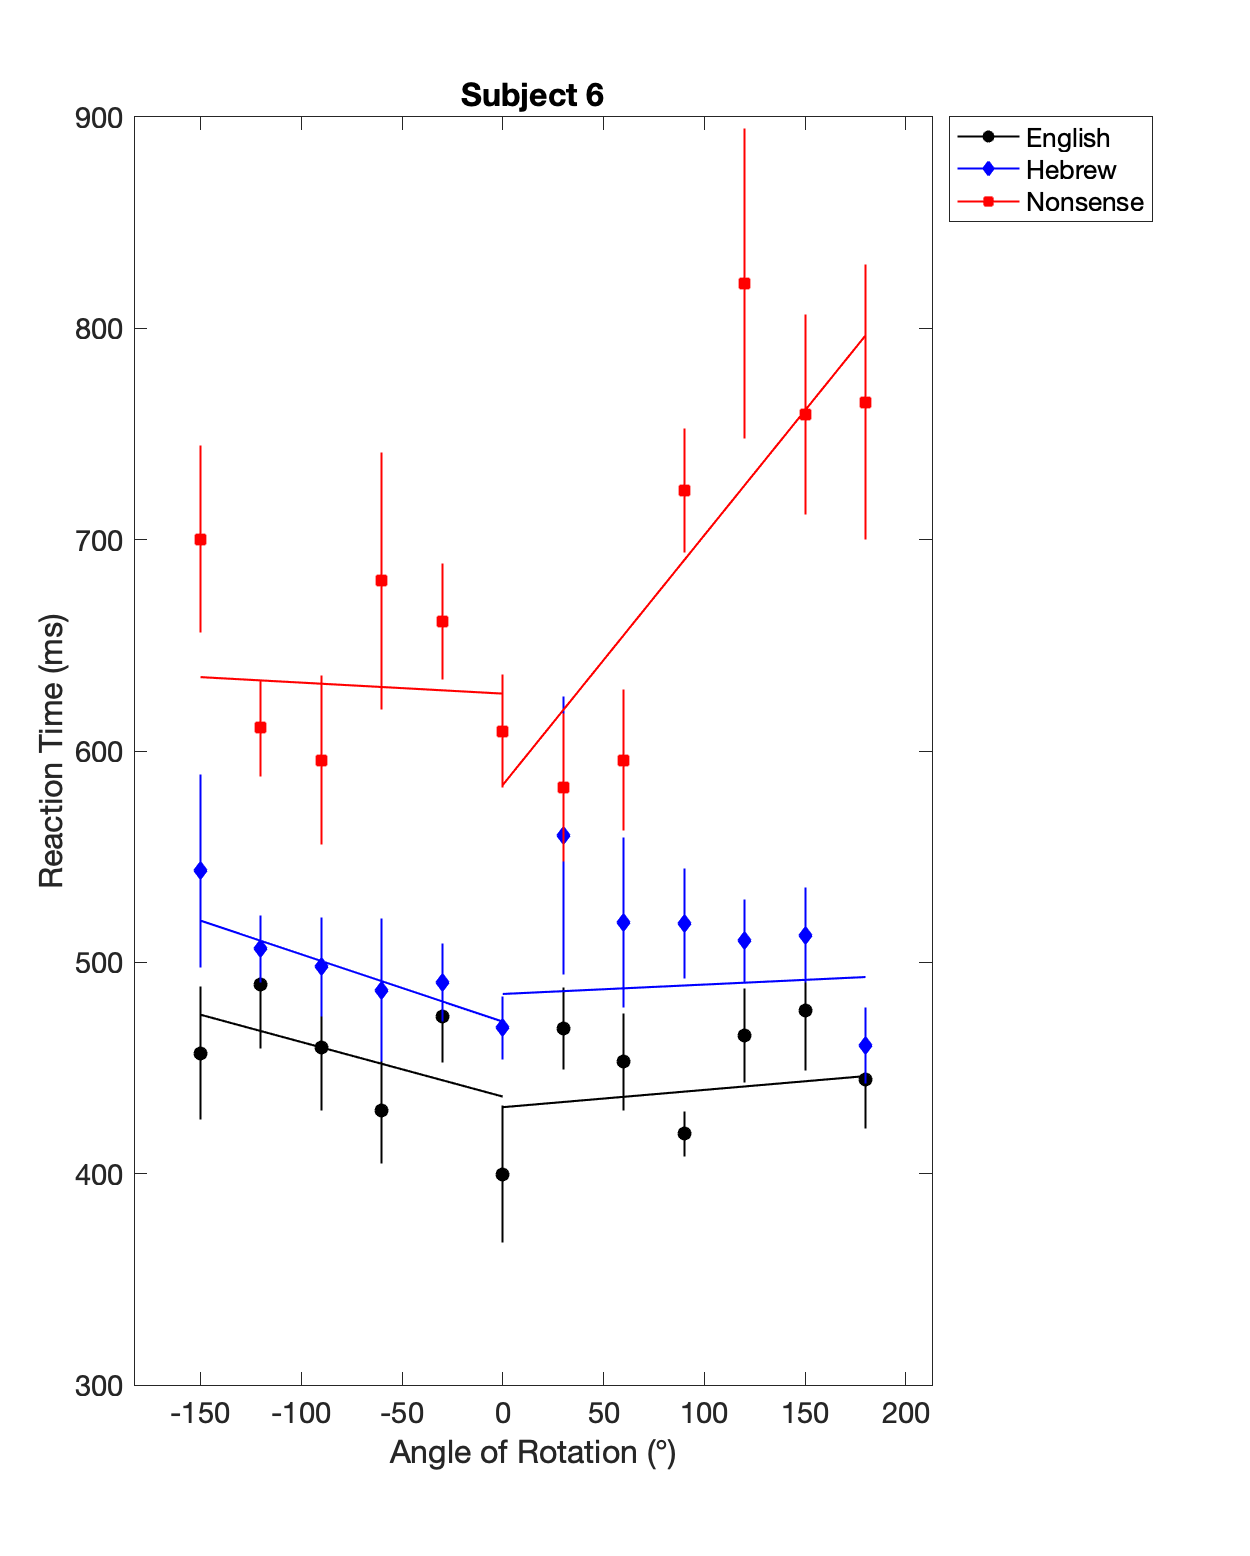 Subject 6
900
800
700
600
500
400
300
Reaction Time (ms)
-150 -100 -50 0 50 100 150 200
Angle of Rotation (°)
English
Hebrew
Nonsense